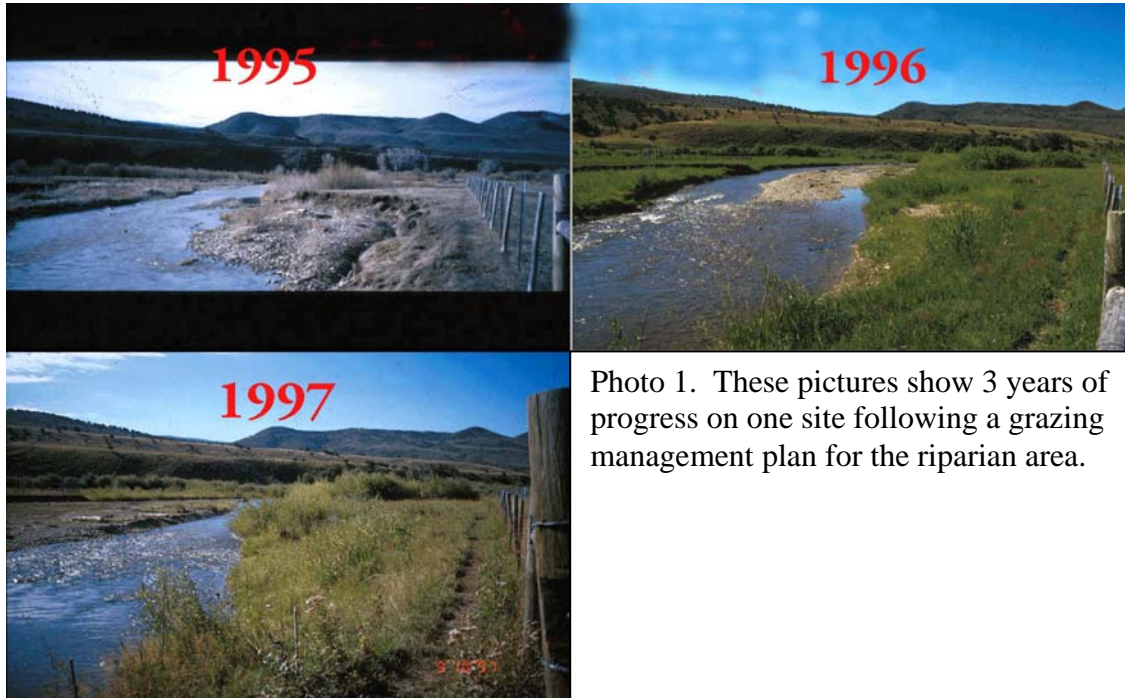 1995
1996
1997
Photo 1. These pictures show 3 years of
progress on one site following a grazing
management plan for the riparian area.